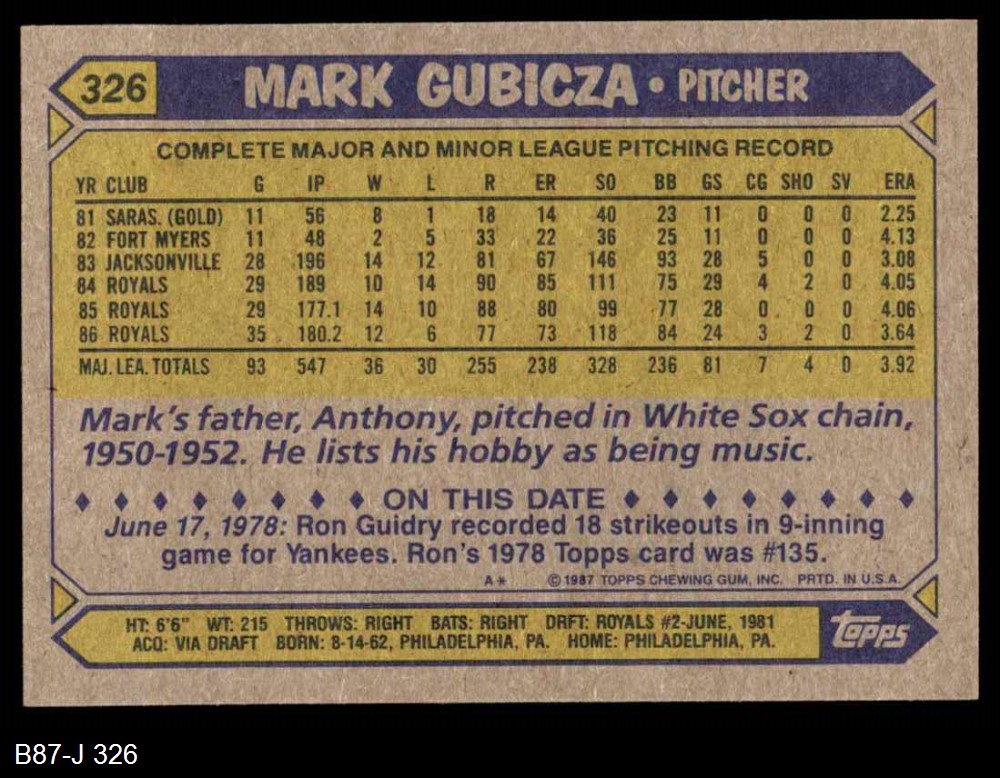 326 MARK GUBICZA • PITCHER
COMPLETE MAJOR AND MINOR LEAGUE PITCHING RECORD
YR CLUB G IP W L R ER SO BB GS CG SHO SV ERA
81 SARAS. (GOLD) 11 56 8 1 18 14 40 23 11 0 0 0 2.25
82 FORT MYERS 11 48 2 5 33 22 36 25 11 0 0 0 4.13
83 JACKSONVILLE 28 196 14 12 81 67 146 93 28 5 0 0 3.08
84 ROYALS 29 189 10 14 90 85 111 75 29 4 2 0 4.05
85 ROYALS 29 177.1 14 10 88 80 99 77 28 0 0 0 4.06
86 ROYALS 35 180.2 12 6 77 73 118 84 24 3 2 0 3.64
MAJ. LEA. TOTALS 93 547 36 30 255 238 328 236 81 7 4 0 3.92
Mark's father, Anthony, pitched in White Sox chain,
1950-1952. He lists his hobby as being music.
♦ ♦ ♦ ♦ ♦ ♦ ♦ ♦ ON THIS DATE ♦ ♦ ♦ ♦ ♦ ♦ ♦ ♦
June 17, 1978: Ron Guidry recorded 18 strikeouts in 9-inning
game for Yankees. Ron's 1978 Topps card was #135.
A* © 1987 TOPPS CHEWING GUM, INC. PRTD. IN U.S.A.
HT: 6'6" WT: 215 THROWS: RIGHT BATS: RIGHT DRFT: ROYALS #2-JUNE, 1981
ACQ: VIA DRAFT BORN: 8-14-62, PHILADELPHIA, PA. HOME: PHILADELPHIA, PA.
topps
B87-J 326